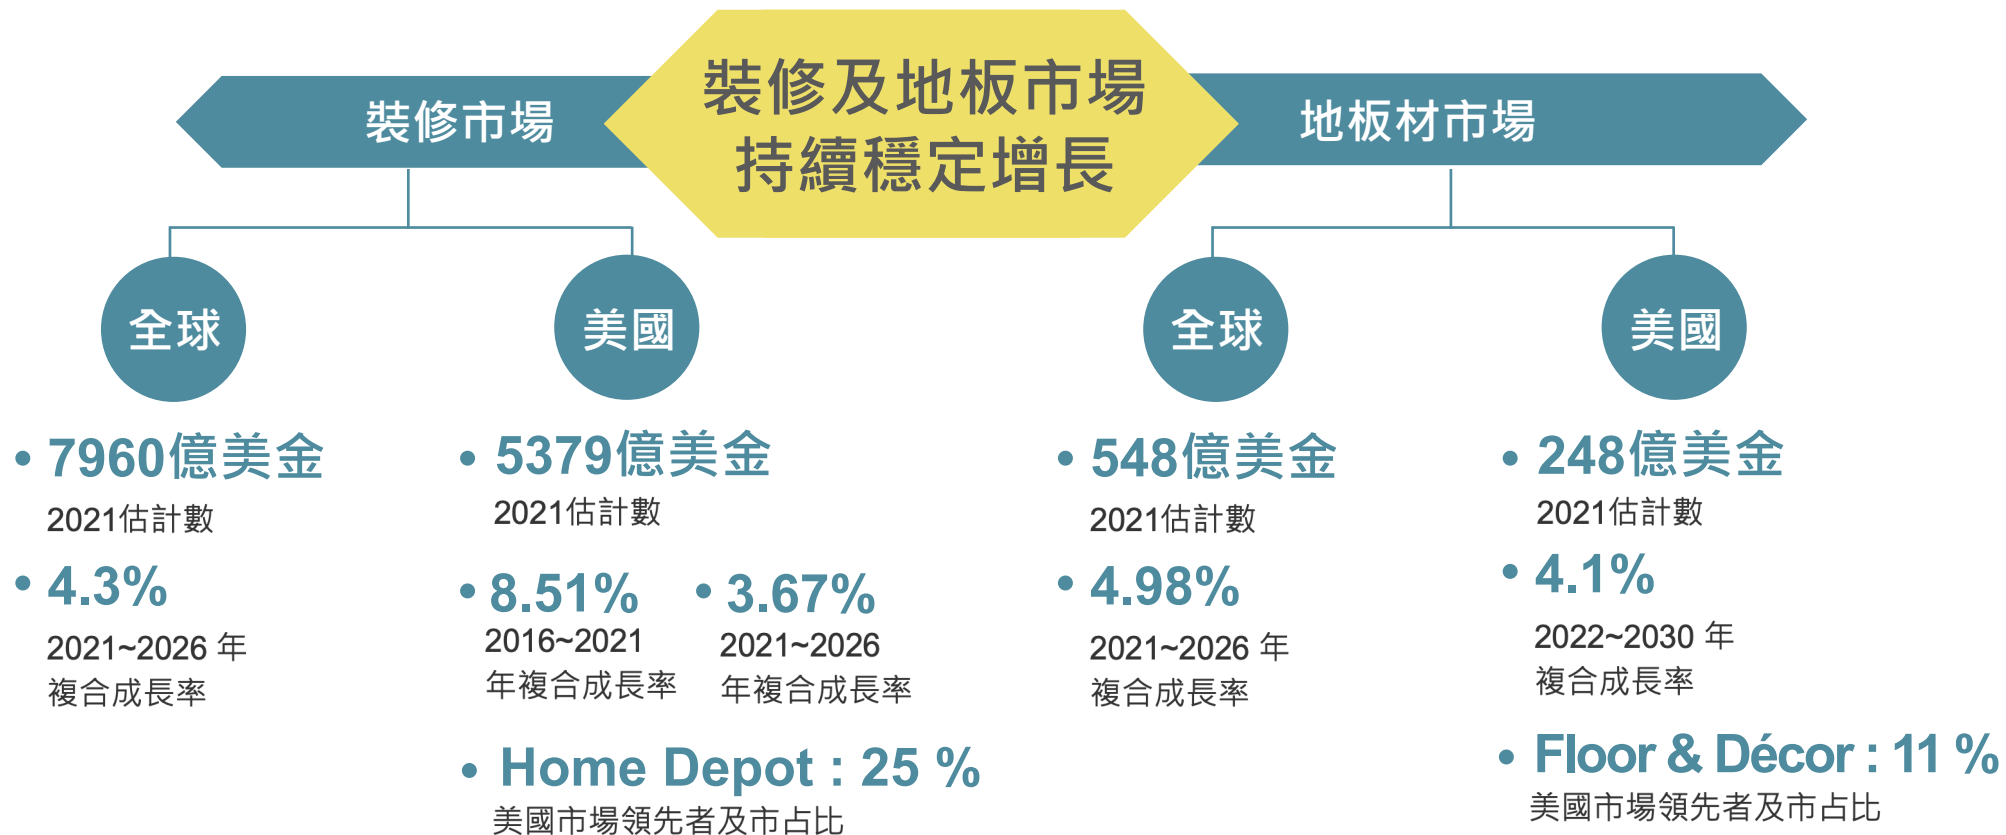 裝修及地板市場
持續穩定增長
裝修市場
全球
• 7960億美金
2021估計數
• 4.3%
2021~2026 年
複合成長率
美國
• 5379億美金
2021估計數
• 8.51%
2016~2021
年複合成長率
• 3.67%
2021~2026
年複合成長率
• Home Depot : 25 %
美國市場領先者及市占比
地板材市場
全球
• 548億美金
2021估計數
• 4.98%
2021~2026 年
複合成長率
美國
• 248億美金
2021估計數
• 4.1%
2022~2030 年
複合成長率
• Floor & Décor : 11 %
美國市場領先者及市占比